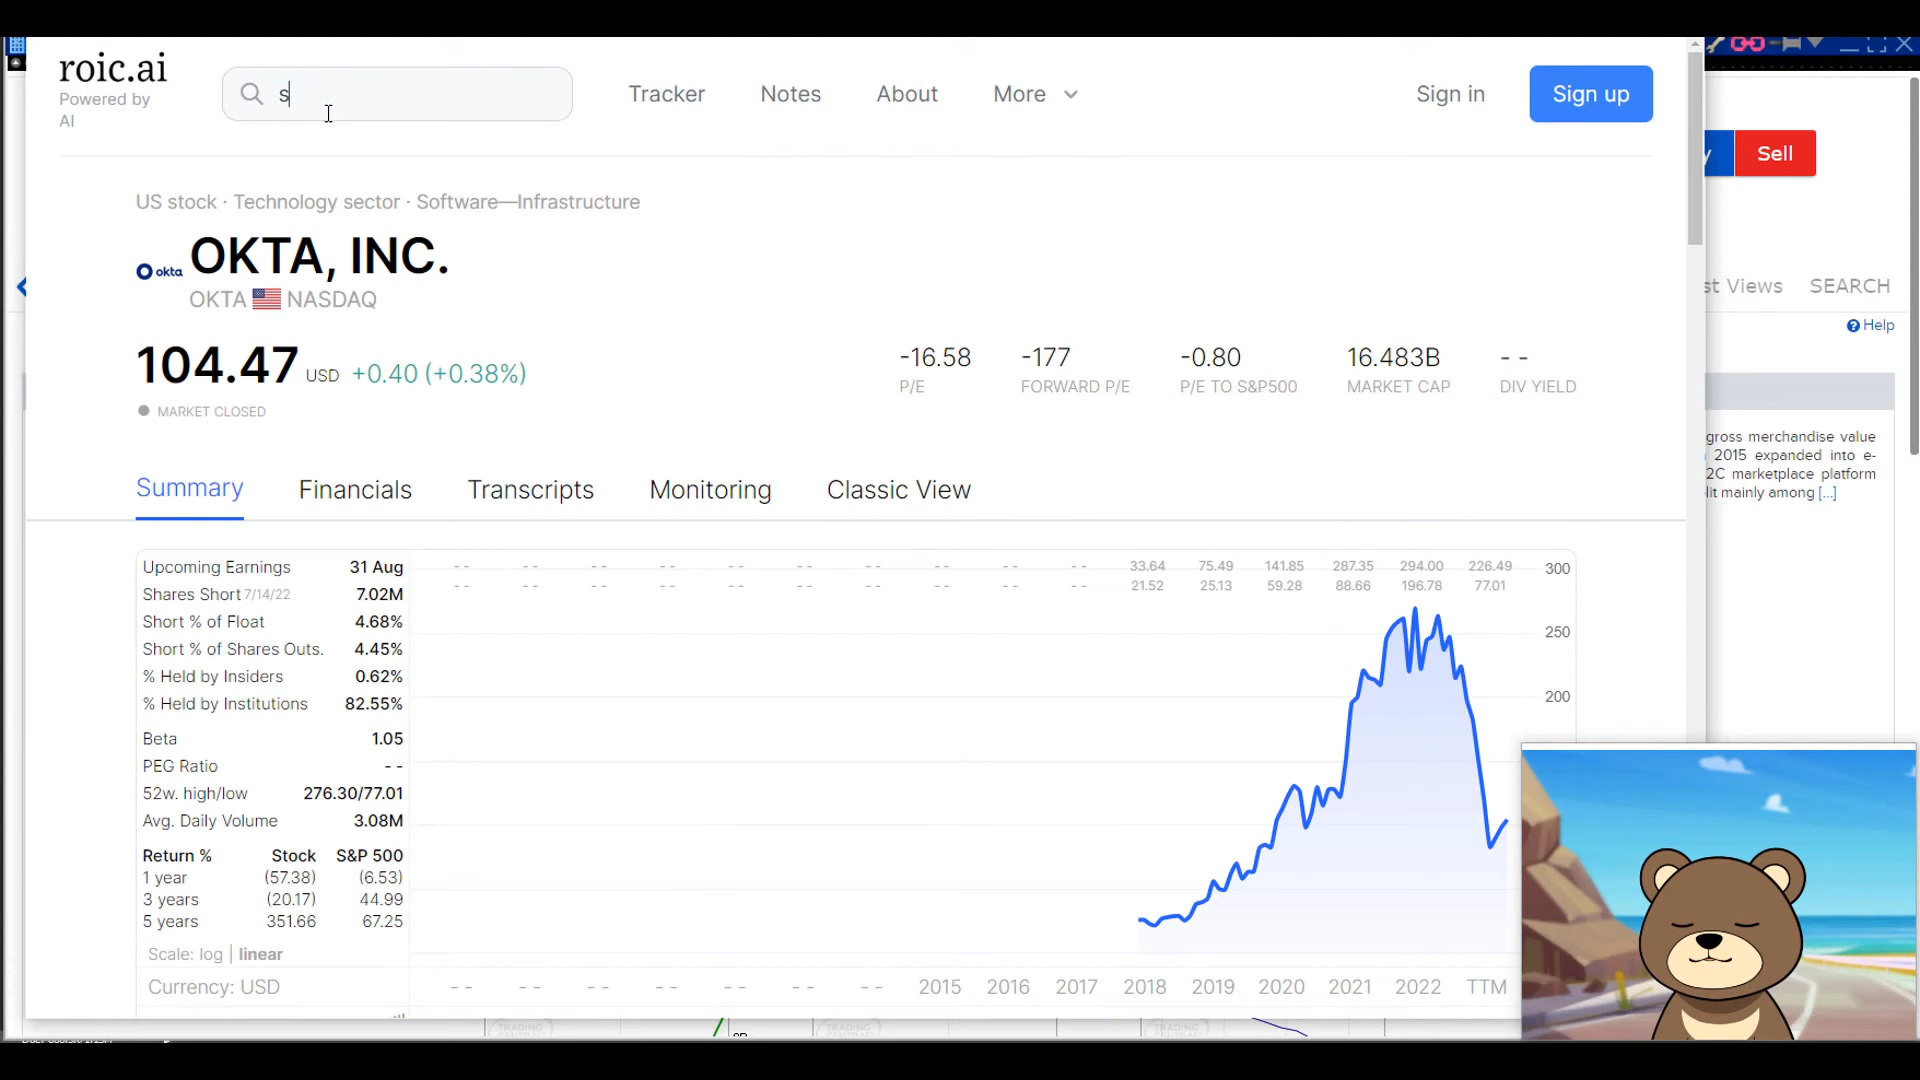 roic.ai
Powered by
AI
s
Tracker
Notes
About
More
Sign in
Sign up
Sell
US stock · Technology sector · Software—Infrastructure
okta
OKTA, INC.
OKTA NASDAQ
st Views SEARCH
Help
104.47 USD +0.40 (+0.38%)
MARKET CLOSED
-16.58 -177 -0.80 16.483B - -
P/E FORWARD P/E P/E TO S&P500 MARKET CAP DIV YIELD
gross merchandise value
2015 expanded into e-
2C marketplace platform
lit mainly among [...]
Summary Financials Transcripts Monitoring Classic View
Upcoming Earnings 31 Aug
Shares Short 7/14/22 7.02M
Short % of Float 4.68%
Short % of Shares Outs. 4.45%
% Held by Insiders 0.62%
% Held by Institutions 82.55%
Beta 1.05
PEG Ratio - -
52w. high/low 276.30/77.01
Avg. Daily Volume 3.08M
Return % Stock S&P 500
1 year (57.38) (6.53)
3 years (20.17) 44.99
5 years 351.66 67.25
Scale: log | linear
- - - - - - - - - - - - - - - - - - - - 33.64 75.49 141.85 287.35 294.00 226.49
- - - - - - - - - - - - - - - - - - - - 21.52 25.13 59.28 88.66 196.78 77.01
300
250
200
Currency: USD - - - - - - - - - - - - - - 2015 2016 2017 2018 2019 2020 2021 2022 TTM
TRADING TRADING TRADING